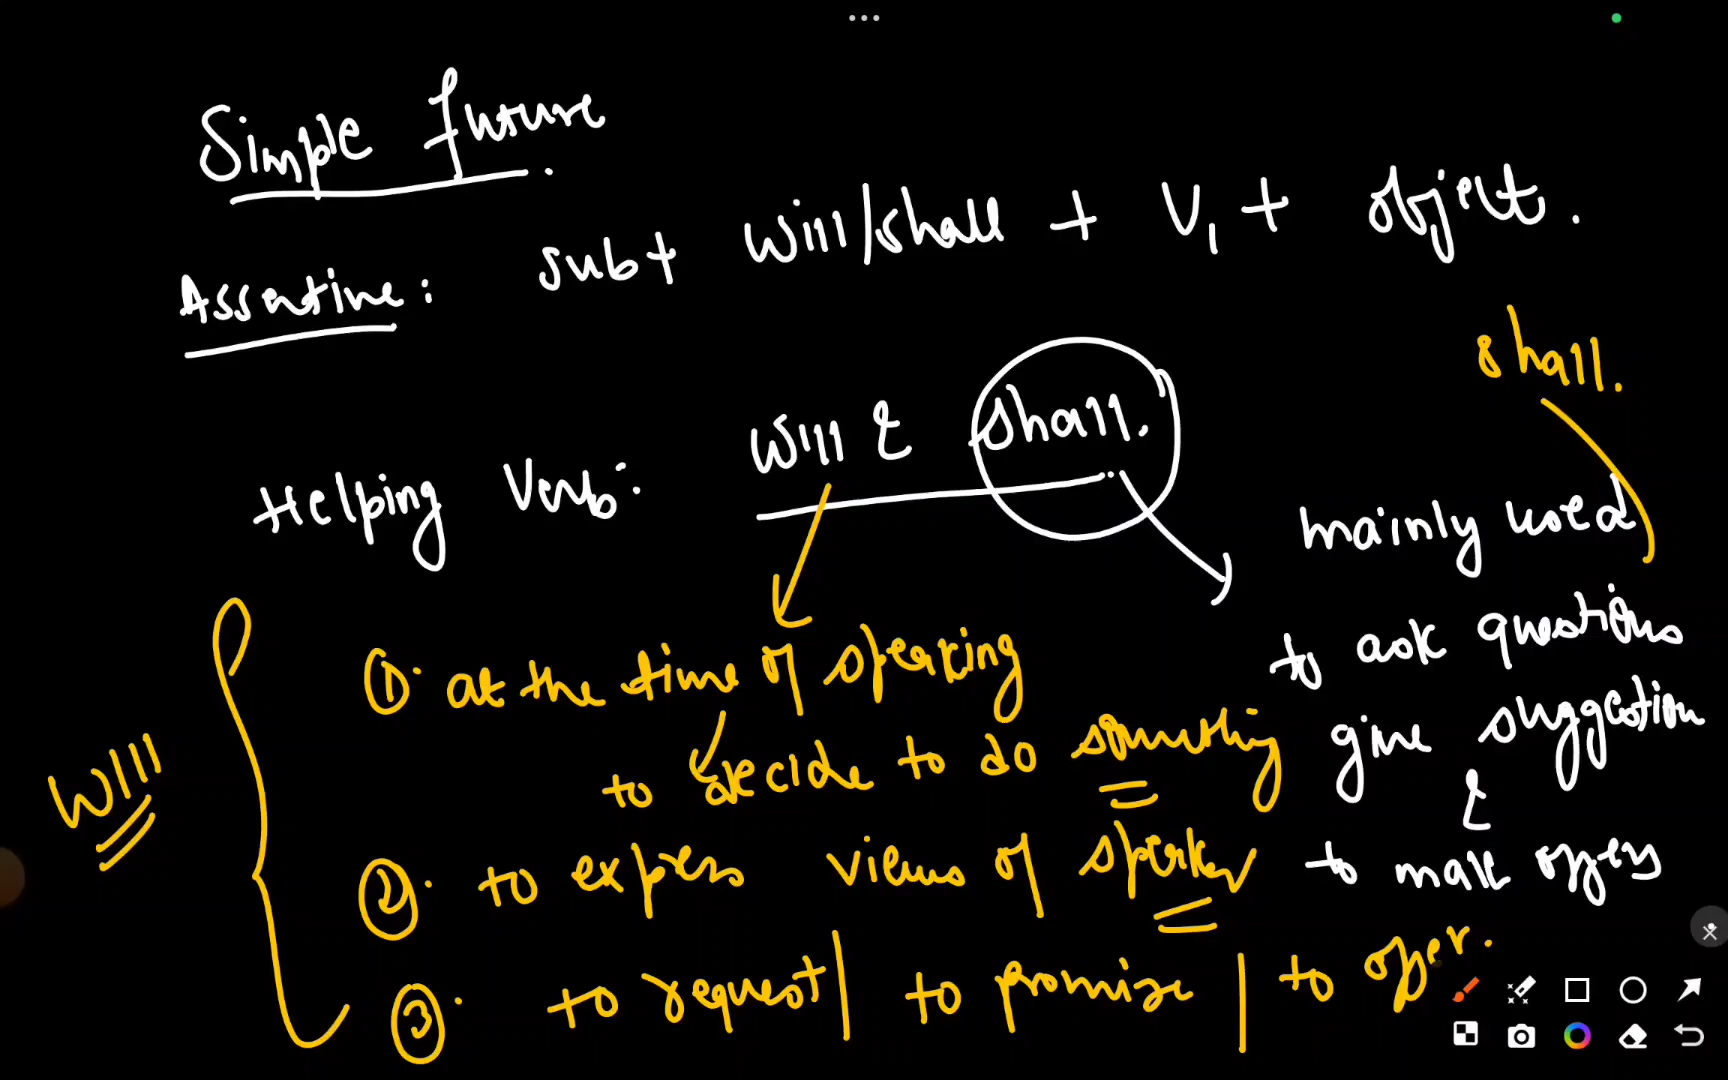 Simple future.
Assertive: sub+ will/shall + V1 + object.
shall.
Helping Verb: will & shall.
mainly used
to ask questions
give suggestion
&
to make offers
will
① at the time of speaking
to decide to do something
② to express views of speaker
③ to request | to promise | to offer.